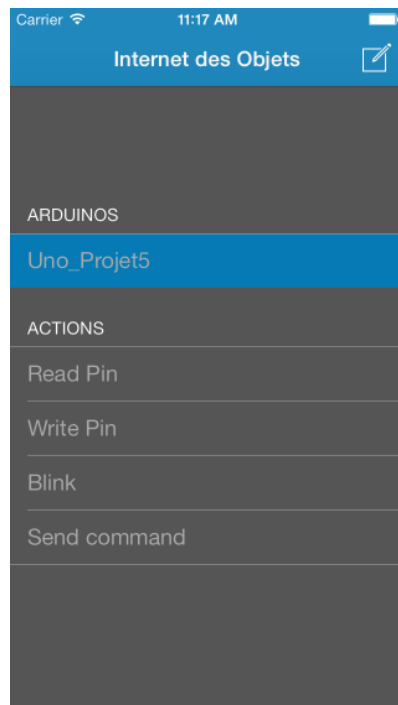 Carrier 11:17 AM
Internet des Objets
ARDUINOS
Uno_Projet5
ACTIONS
Read Pin
Write Pin
Blink
Send command